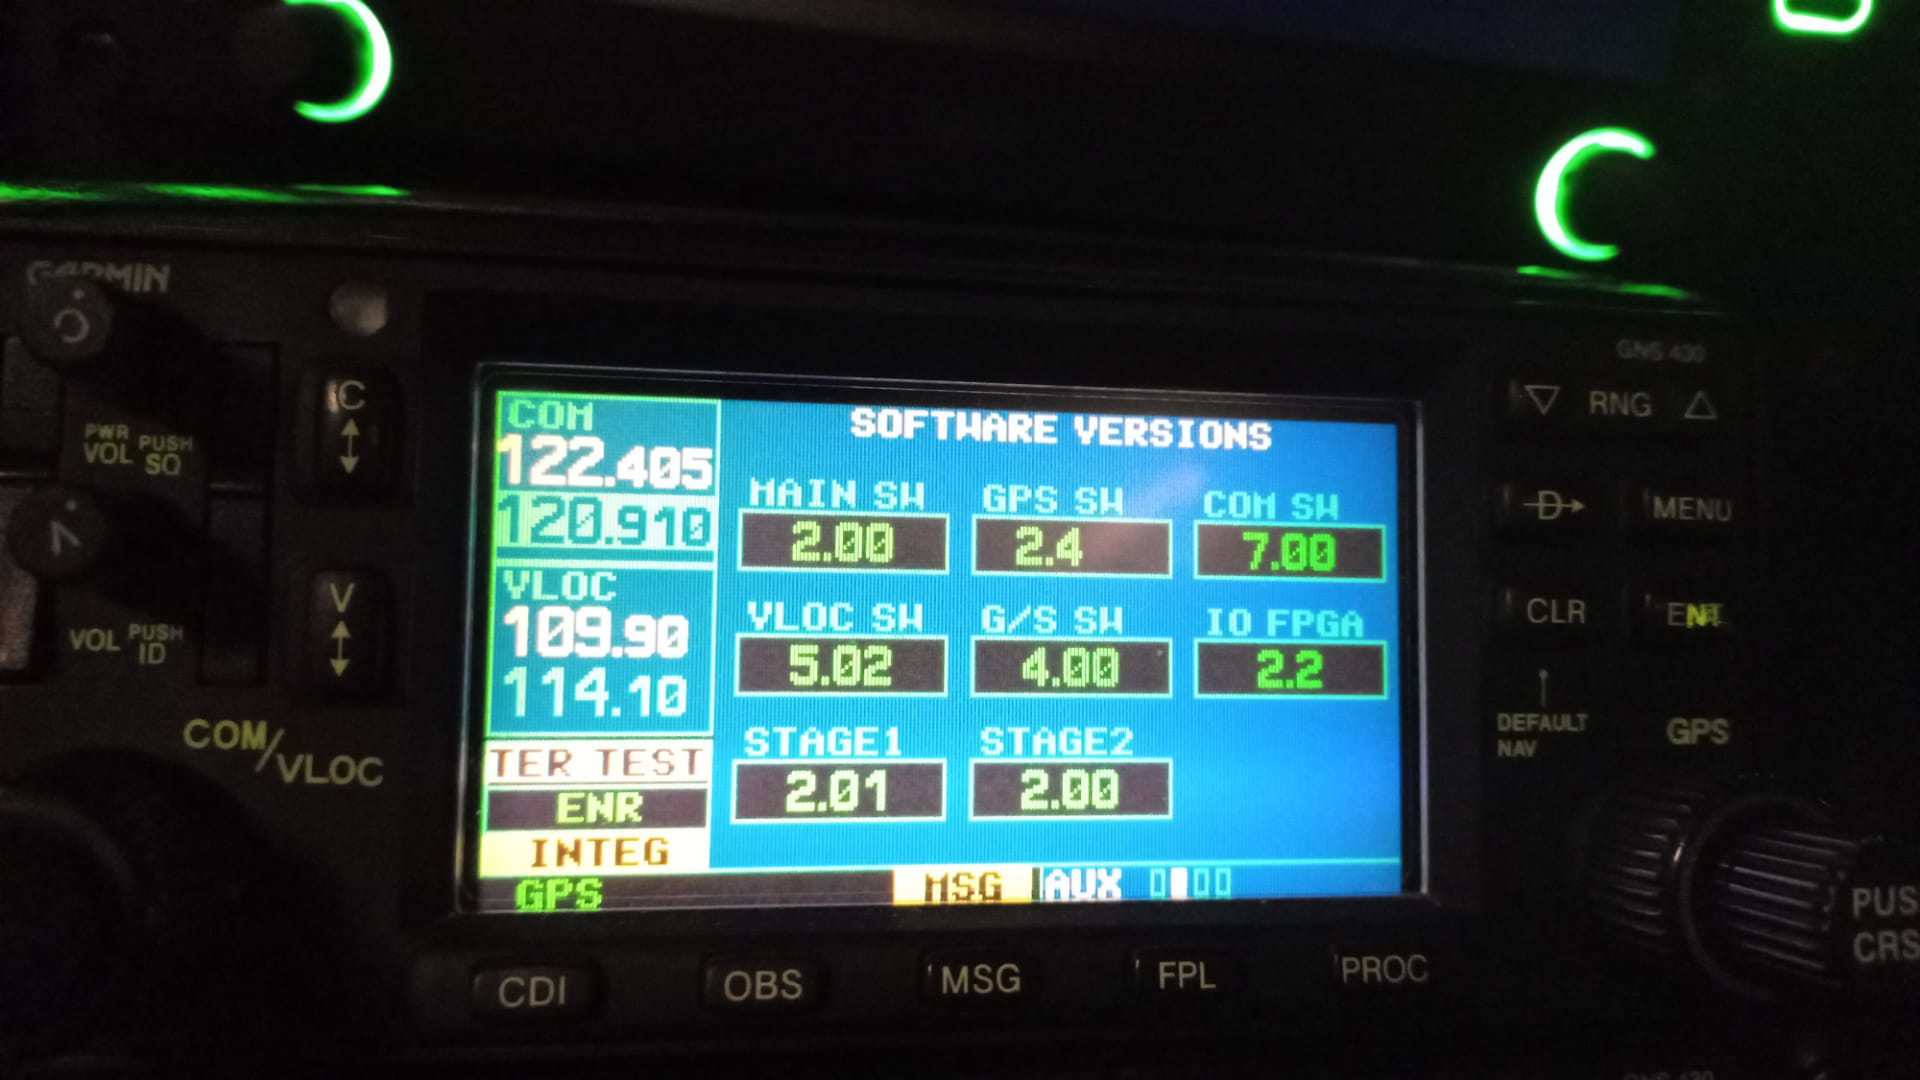 GARMIN
GNS 430
C
PWR
VOL
PUSH
SQ
V
VOL
PUSH
ID
COM/VLOC
COM
122.405
120.910
VLOC
109.90
114.10
TER TEST
ENR
INTEG
GPS
SOFTWARE VERSIONS
MAIN SW GPS SW COM SW
2.00 2.4 7.00
VLOC SW G/S SW IO FPGA
5.02 4.00 2.2
STAGE1 STAGE2
2.01 2.00
MSG AUX
RNG
D MENU
CLR ENT
DEFAULT
NAV
GPS
CDI OBS MSG FPL PROC